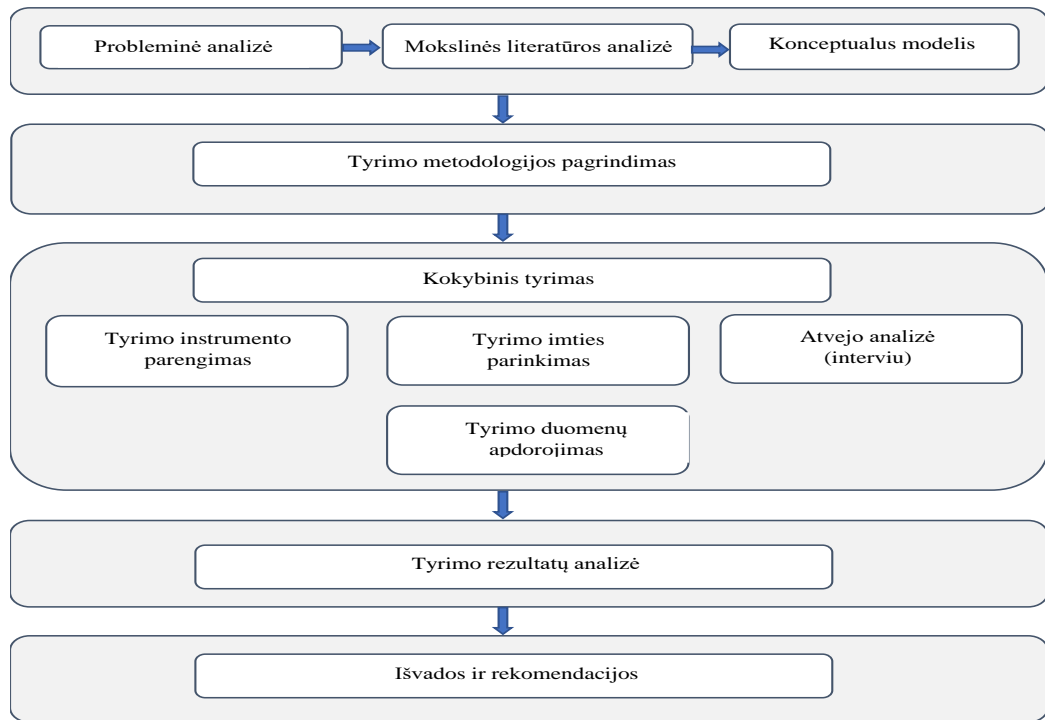 Probleminė analizė
Mokslinės literatūros analizė
Konceptualus modelis
Tyrimo metodologijos pagrindimas
Kokybinis tyrimas
Tyrimo instrumento
parengimas
Tyrimo imties
parinkimas
Atvejo analizė
(interviu)
Tyrimo duomenų
apdorojimas
Tyrimo rezultatų analizė
Išvados ir rekomendacijos